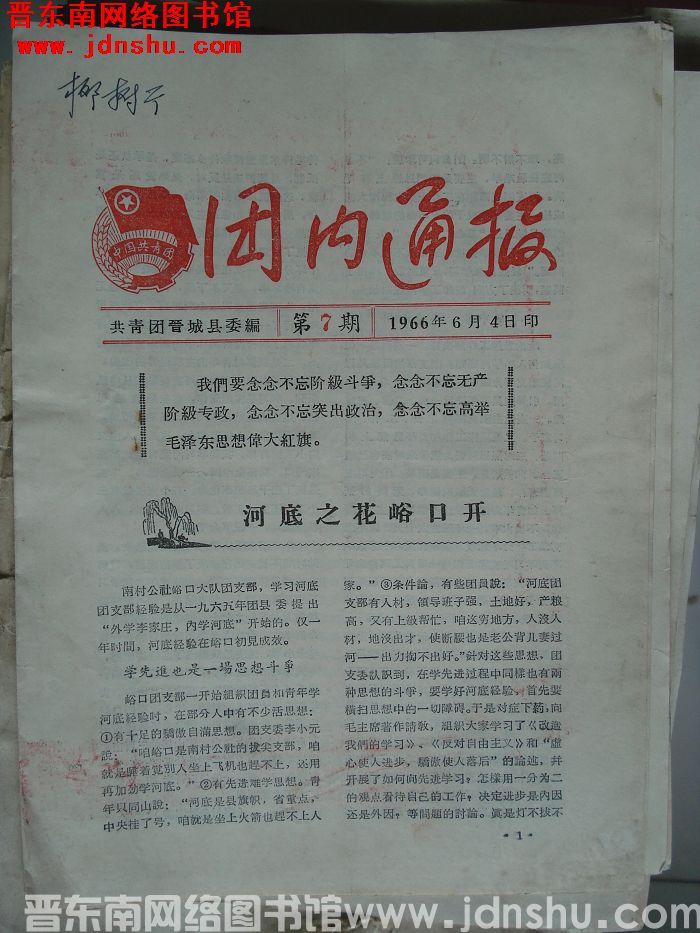 晋东南网络图书馆
www.jdnshu.com
柳树
中国共青团
团内通报
共青团晋城县委編
第7期
1966年6月4日印
我們要念念不忘阶級斗爭，念念不忘无产
阶級专政，念念不忘突出政治，念念不忘高举
毛泽东思想偉大紅旗。
河底之花峪口开
南村公社峪口大队团支部，学习河底
团支部經驗是从一九六五年团县委提出
“外学李家庄，内学河底”开始的。仅一
年时間，河底經驗在峪口初見成效。
学先進也是一場思想斗爭
峪口团支部一开始組织团員和青年学
河底經驗时，在部分人中有不少活思想：
①有十足的驕傲自滿思想。团支委李小元
說：“咱峪口是南村公社的拔尖支部，咱
就是睡着覚別人坐上飞机也趕不上，还用
再加劲学河底。”②有先进难学思想。青
年只同山說：“河底是县旗帜，省重点，
中央挂了号，咱就是坐上火箭也趕不上人
家。”③条件論，有些团員說：“河底团
支部有人材，領导班子强，土地好，产粮
高，又有上級帮忙，咱这穷地方，人沒人
材，地沒出才，使断腰也是老公背儿妻过
河——出力掏不出好。”針对这些思想，团
支委认識到，在学先进过程中同樣也有兩
种思想的斗爭，要学好河底經驗，首先要
橫扫思想中的一切障碍。于是对症下药，向
毛主席著作請敎，組织大家学习了《改造
我們的学习》、《反对自由主义》和“虛
心使人进步，驕傲使人落后”的論述，并
开展了如何向先进学习？怎樣用一分为二
的观点看待自己的工作？决定进步是內因
还是外因？等問題的討論。眞是灯不拔不
·1·
晋东南网络图书馆www.jdnshu.com